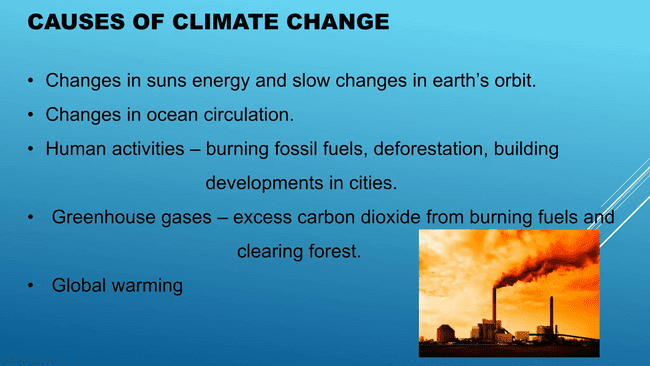 CAUSES OF CLIMATE CHANGE
• Changes in suns energy and slow changes in earth's orbit.
• Changes in ocean circulation.
• Human activities – burning fossil fuels, deforestation, building
developments in cities.
• Greenhouse gases – excess carbon dioxide from burning fuels and
clearing forest.
• Global warming